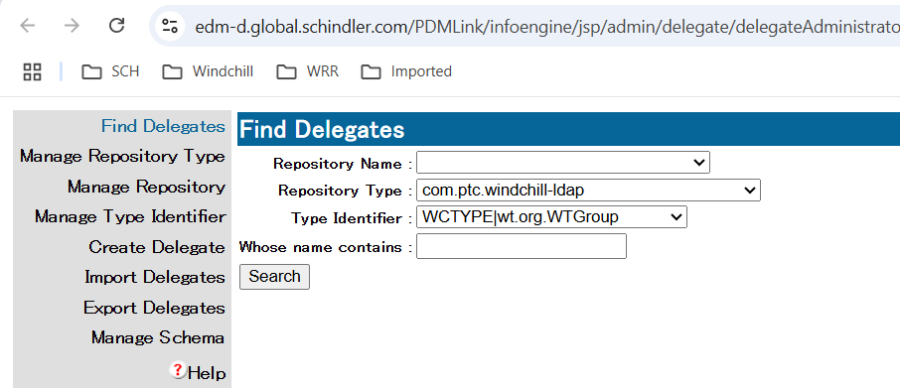 edm-d.global.schindler.com/PDMLink/infoengine/jsp/admin/delegate/delegateAdministrato
SCH Windchill WRR Imported
Find Delegates
Manage Repository Type
Manage Repository
Manage Type Identifier
Create Delegate
Import Delegates
Export Delegates
Manage Schema
?Help
Find Delegates
Repository Name :
Repository Type : com.ptc.windchill-ldap
Type Identifier : WCTYPE|wt.org.WTGroup
Whose name contains :
Search